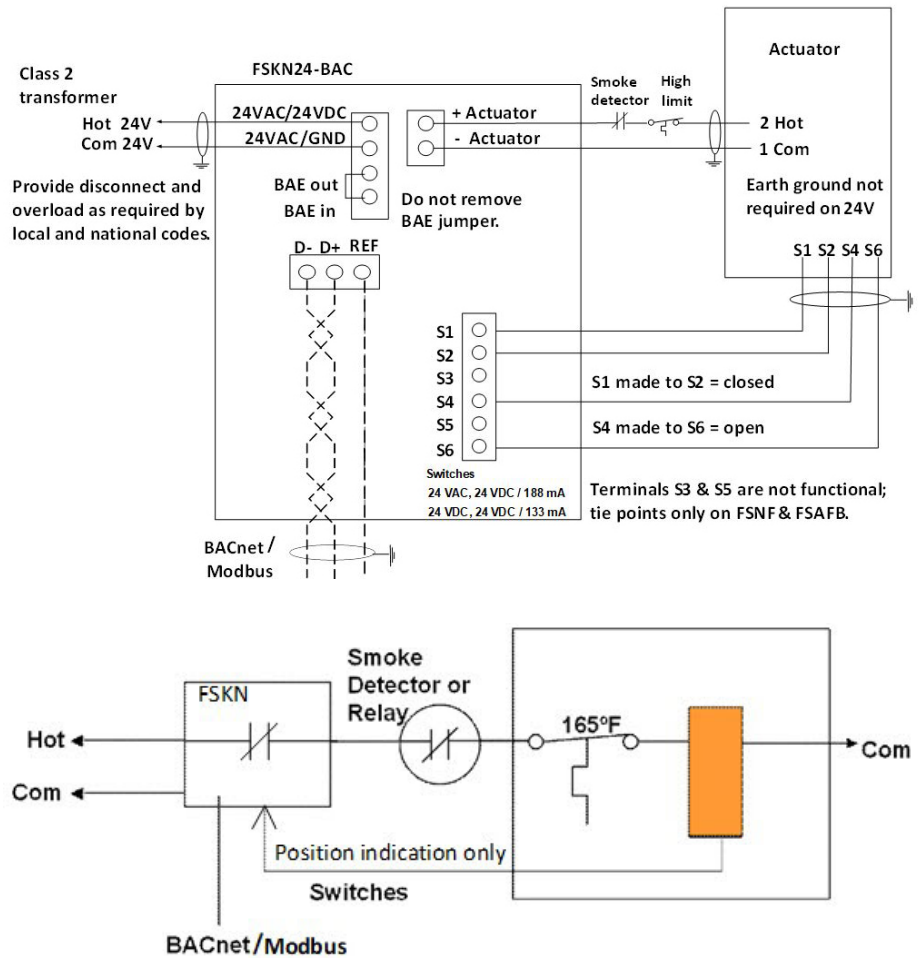 Actuator
FSKN24-BAC
Class 2
transformer
Smoke
detector
High
limit
Hot 24V
Com 24V
24VAC/24VDC
24VAC/GND
+ Actuator
- Actuator
2 Hot
1 Com
Provide disconnect and
overload as required by
local and national codes.
BAE out
BAE in
Do not remove
BAE jumper.
Earth ground not
required on 24V
D- D+ REF
S1 S2 S4 S6
S1
S2
S3
S4
S5
S6
S1 made to S2 = closed
S4 made to S6 = open
Switches
24 VAC, 24 VDC / 188 mA
24 VDC, 24 VDC / 133 mA
Terminals S3 & S5 are not functional;
tie points only on FSNF & FSAFB.
BACnet /
Modbus
Smoke
Detector or
Relay
FSKN
165ºF
Hot
Com
Com
Position indication only
Switches
BACnet/Modbus